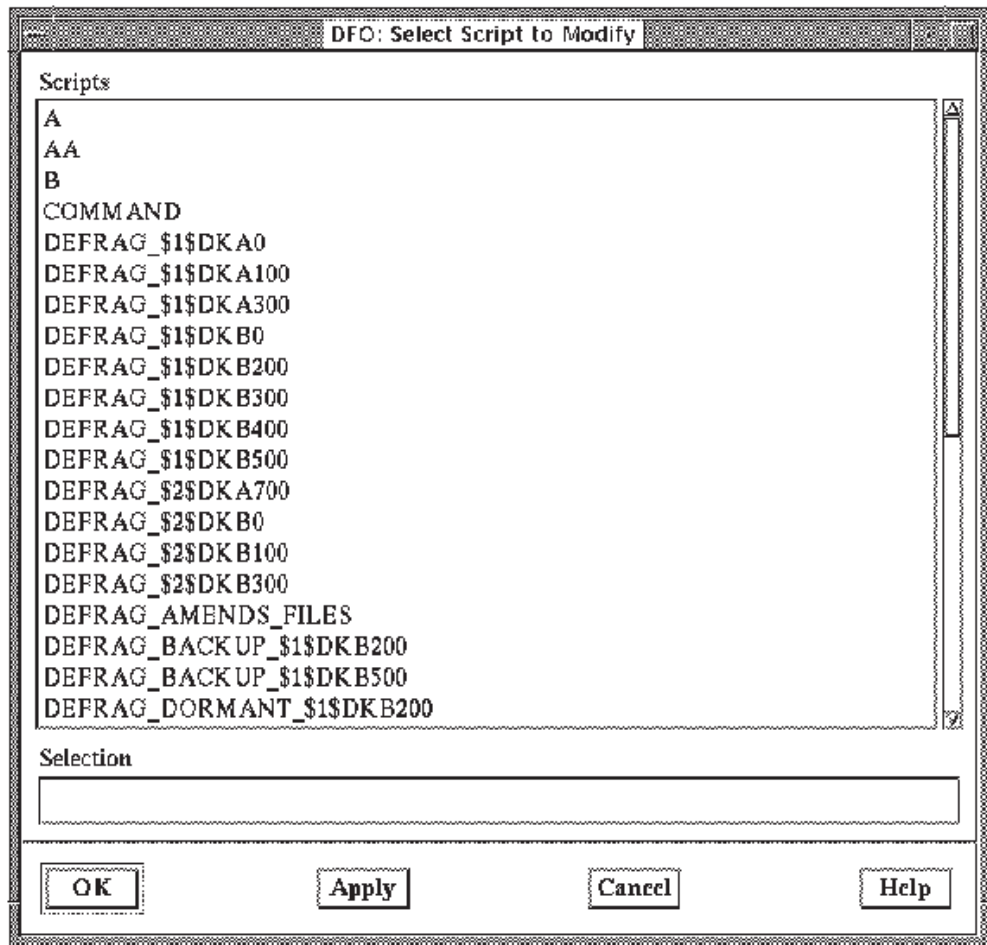 DFO: Select Script to Modify
Scripts
A
AA
B
COMMAND
DEFRAG_$1$DKA0
DEFRAG_$1$DKA100
DEFRAG_$1$DKA300
DEFRAG_$1$DKB0
DEFRAG_$1$DKB200
DEFRAG_$1$DKB300
DEFRAG_$1$DKB400
DEFRAG_$1$DKB500
DEFRAG_$2$DKA700
DEFRAG_$2$DKB0
DEFRAG_$2$DKB100
DEFRAG_$2$DKB300
DEFRAG_AMENDS_FILES
DEFRAG_BACKUP_$1$DKB200
DEFRAG_BACKUP_$1$DKB500
DEFRAG_DORMANT_$1$DKB200
Selection
OK Apply Cancel Help